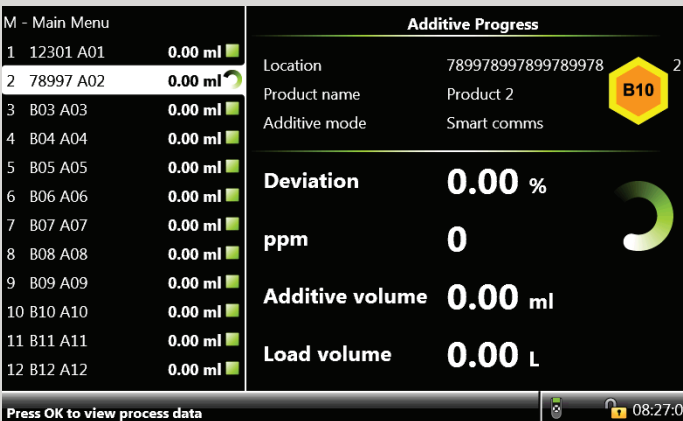 M - Main Menu
1 12301 A01 0.00 ml
2 78997 A02 0.00 ml
3 B03 A03 0.00 ml
4 B04 A04 0.00 ml
5 B05 A05 0.00 ml
6 B06 A06 0.00 ml
7 B07 A07 0.00 ml
8 B08 A08 0.00 ml
9 B09 A09 0.00 ml
10 B10 A10 0.00 ml
11 B11 A11 0.00 ml
12 B12 A12 0.00 ml
Additive Progress
Location 789978997899789978 2
Product name Product 2
Additive mode Smart comms
B10
Deviation 0.00 %
ppm 0
Additive volume 0.00 ml
Load volume 0.00 L
Press OK to view process data
08:27:0